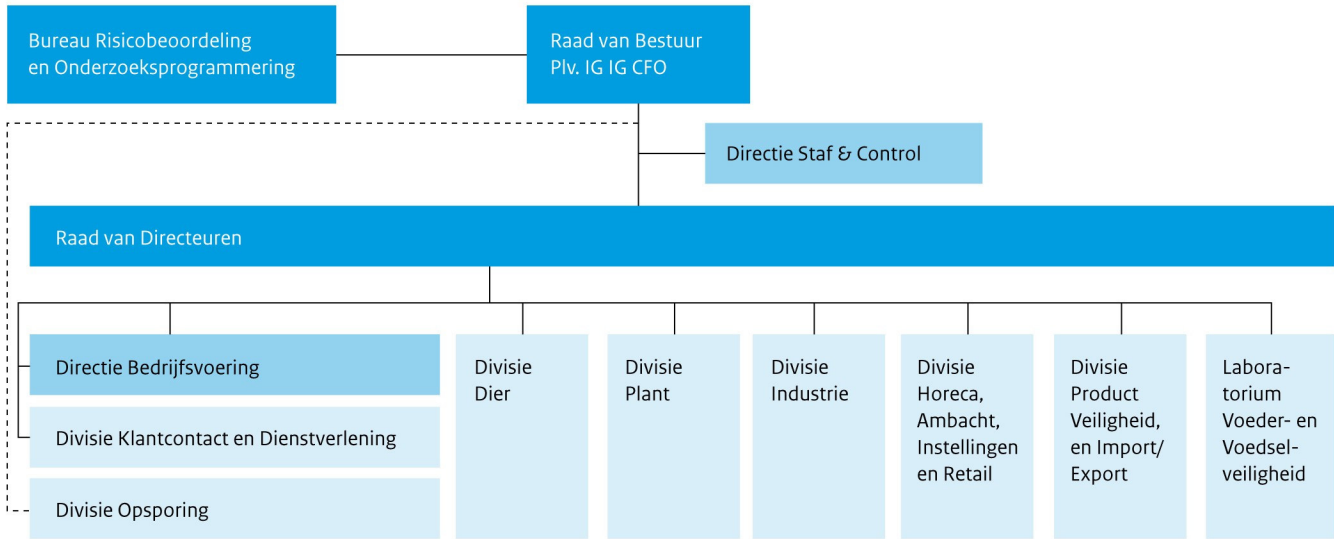 Bureau Risicobeoordeling
en Onderzoeksprogrammering
Raad van Bestuur
Plv. IG IG CFO
Directie Staf & Control
Raad van Directeuren
Directie Bedrijfsvoering
Divisie Klantcontact en Dienstverlening
Divisie Opsporing
Divisie
Dier
Divisie
Plant
Divisie
Industrie
Divisie
Horeca,
Ambacht,
Instellingen
en Retail
Divisie
Product
Veiligheid,
en Import/
Export
Labora-
torium
Voeder- en
Voedsel-
veiligheid